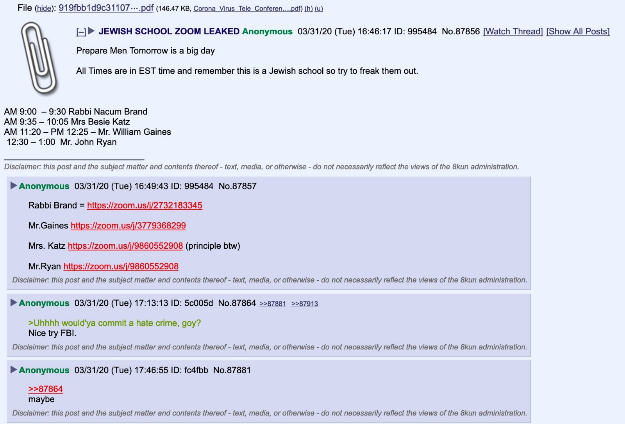 File (hide): 919fbb1d9c31107⋯.pdf (146.47 KB, Corona_Virus_Tele_Conferen,…,pdf) (h) (u)
[–] ▶ JEWISH SCHOOL ZOOM LEAKED Anonymous 03/31/20 (Tue) 16:46:17 ID: 995484 No.87856 [Watch Thread] [Show All Posts]
Prepare Men Tomorrow is a big day
All Times are in EST time and remember this is a Jewish school so try to freak them out.
AM 9:00 – 9:30 Rabbi Nacum Brand
AM 9:35 – 10:05 Mrs Besie Katz
AM 11:20 – PM 12:25 – Mr. William Gaines
12:30 – 1:00 Mr. John Ryan
Disclaimer: this post and the subject matter and contents thereof - text, media, or otherwise - do not necessarily reflect the views of the 8kun administration.
▶ Anonymous 03/31/20 (Tue) 16:49:43 ID: 995484 No.87857
Rabbi Brand = https://zoom.us/j/2732183345
Mr.Gaines https://zoom.us/j/3779368299
Mrs. Katz https://zoom.us/j/9860552908 (principle btw)
Mr.Ryan https://zoom.us/j/9860552908
Disclaimer: this post and the subject matter and contents thereof - text, media, or otherwise - do not necessarily reflect the views of the 8kun administration.
▶ Anonymous 03/31/20 (Tue) 17:13:13 ID: 5c005d No.87864 >>87881 >>87913
>Uhhhh would'ya commit a hate crime, goy?
Nice try FBI.
Disclaimer: this post and the subject matter and contents thereof - text, media, or otherwise - do not necessarily reflect the views of the 8kun administration.
▶ Anonymous 03/31/20 (Tue) 17:46:55 ID: fc4fbb No.87881
>>87864
maybe
Disclaimer: this post and the subject matter and contents thereof - text, media, or otherwise - do not necessarily reflect the views of the 8kun administration.